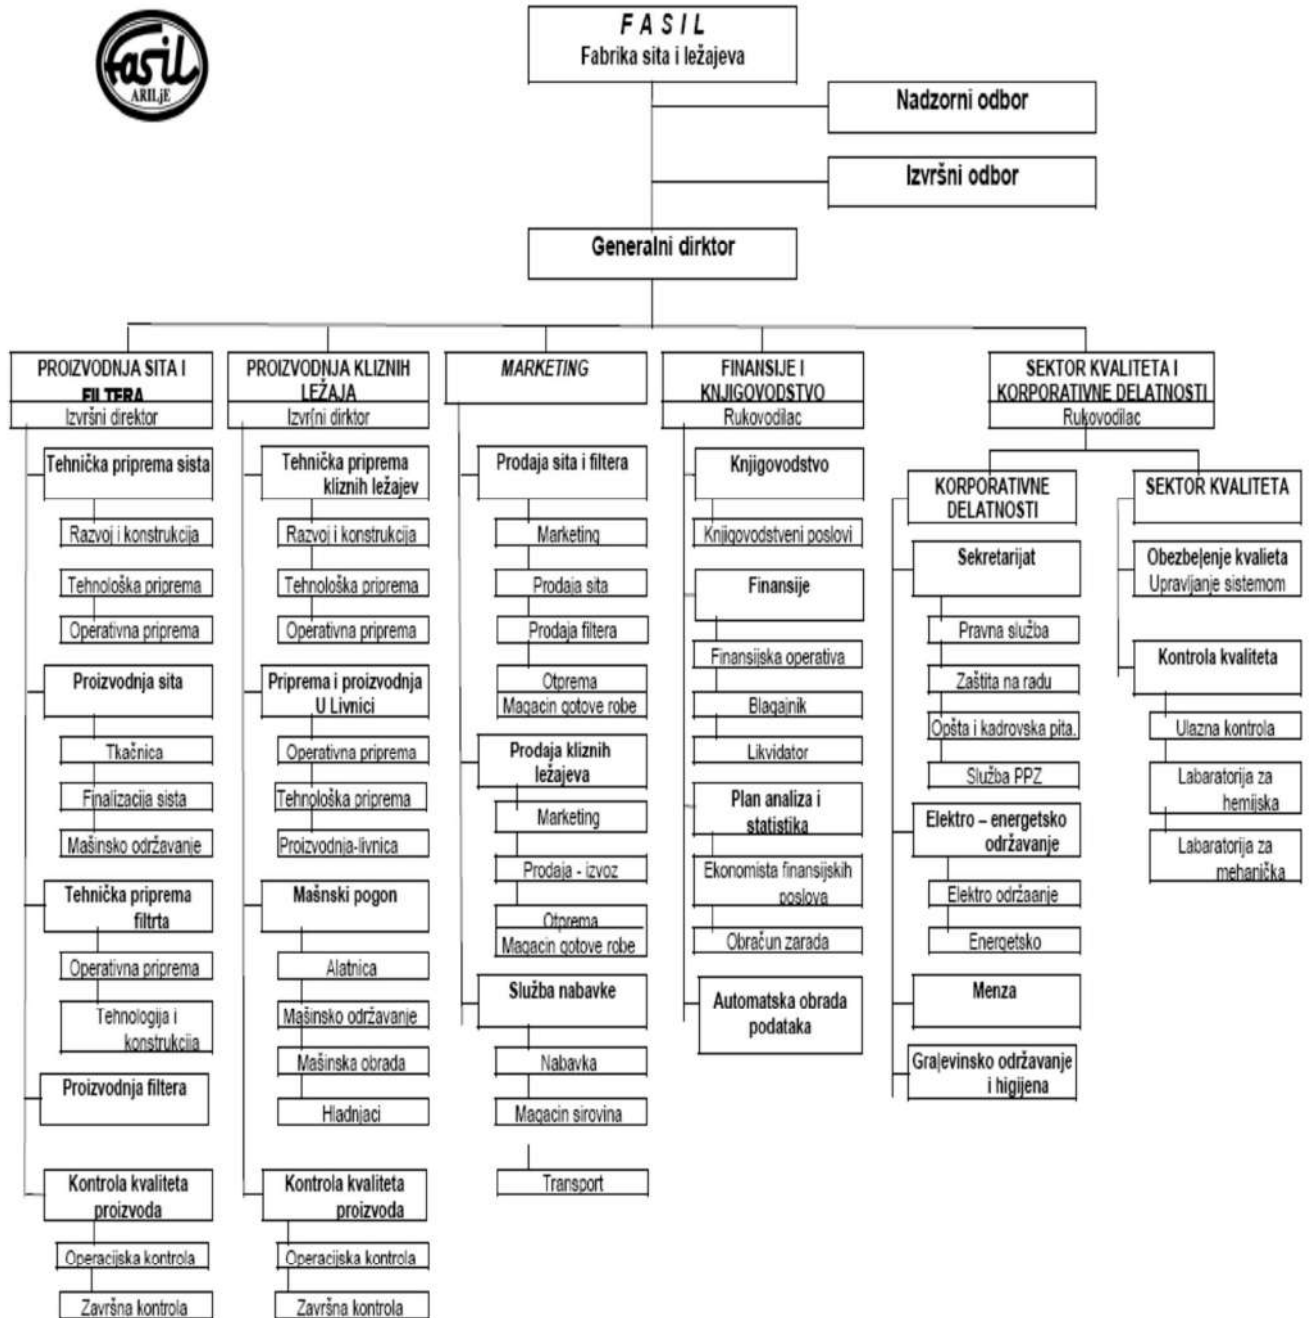 fasil
ARILjE
FASIL
Fabrika sita i ležajeva
Nadzorni odbor
Izvršni odbor
Generalni dirktor
PROIZVODNJA SITA I
FILTERA
Izvršni direktor
Tehnička priprema sista
Razvoj i konstrukcija
Tehnološka priprema
Operativna priprema
Proizvodnja sita
Tkačnica
Finalizacija sista
Mašinsko održavanje
Tehnička priprema
filtrta
Operativna priprema
Tehnologija i
konstrukcija
Proizvodnja filtera
Kontrola kvaliteta
proizvoda
Operacijska kontrola
Završna kontrola
PROIZVODNJA KLIZNIH
LEŽAJA
Izvr{ni dirktor
Tehnička priprema
kliznih ležajev
Razvoj i konstrukcija
Tehnološka priprema
Operativna priprema
Priprema i proizvodnja
U Livnici
Operativna priprema
Tehnološka priprema
Proizvodnja-livnica
Mašnski pogon
Alatnica
Mašinsko održavanje
Mašinska obrada
Hladnjaci
Kontrola kvaliteta
proizvoda
Operacijska kontrola
Završna kontrola
MARKETING
Prodaja sita i filtera
Marketing
Prodaja sita
Prodaja filtera
Otprema
Magacin gotove robe
Prodaja kliznih
ležajeva
Marketing
Prodaja - izvoz
Otprema
Magacin gotove robe
Služba nabavke
Nabavka
Magacin sirovina
Transport
FINANSIJE I
KNJIGOVODSTVO
Rukovodilac
Knjigovodstvo
Knjigovodstveni poslovi
Finansije
Finansijska operativa
Blagajnik
Likvidator
Plan analiza i
statistika
Ekonomista finansijskih
poslova
Obračun zarada
Automatska obrada
podataka
SEKTOR KVALITETA I
KORPORATIVNE DELATNOSTI
Rukovodilac
KORPORATIVNE
DELATNOSTI
Sekretarijat
Pravna služba
Zaštita na radu
Opšta i kadrovska pita.
Služba PPZ
Elektro – energetsko
održavanje
Elektro održaanje
Energetsko
Menza
Gra|evinsko održavanje
i higijena
SEKTOR KVALITETA
Obezbe|enje kvalieta
Upravljanje sistemom
Kontrola kvaliteta
Ulazna kontrola
Labaratorija za
hemijska
Labaratorija za
mehanička